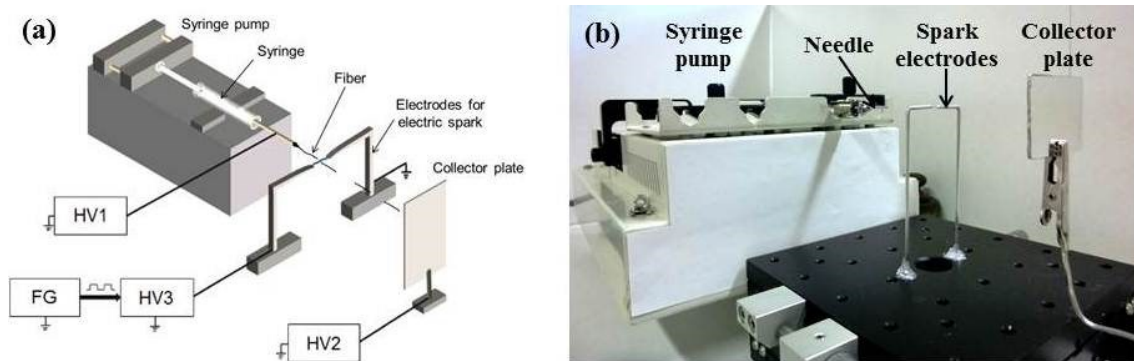 (a)
Syringe pump
Syringe
Fiber
Electrodes for
electric spark
Collector plate
HV1
FG
HV3
HV2
(b)
Syringe
pump
Needle
Spark
electrodes
Collector
plate